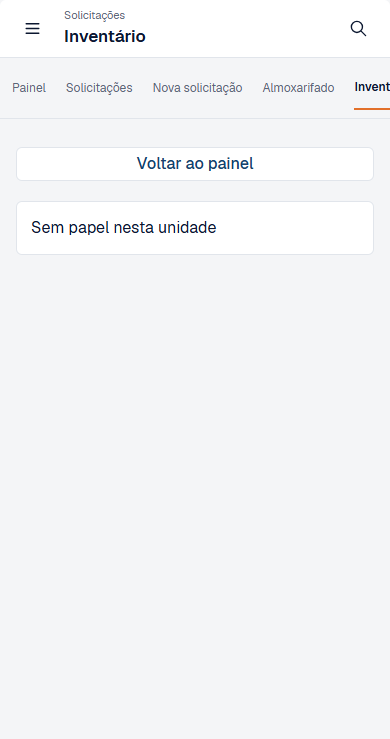 Solicitações
Inventário
Painel Solicitações Nova solicitação Almoxarifado Invent
Voltar ao painel
Sem papel nesta unidade